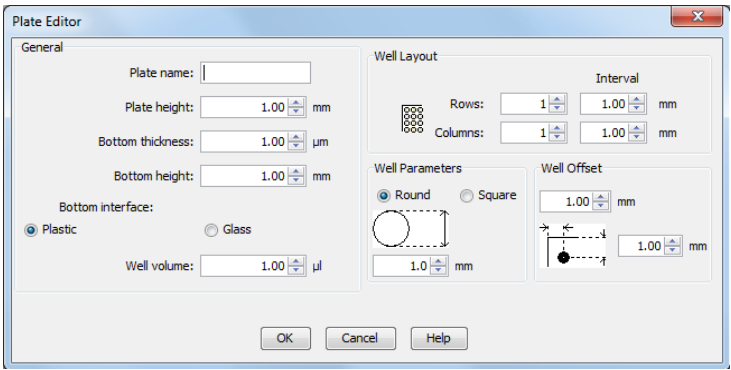 Plate Editor
General
Plate name:
Plate height: 1.00 mm
Bottom thickness: 1.00 µm
Bottom height: 1.00 mm
Bottom interface:
Plastic Glass
Well volume: 1.00 µl
Well Layout
Interval
Rows: 1 1.00 mm
Columns: 1 1.00 mm
Well Parameters
Round Square
1.0 mm
Well Offset
1.00 mm
1.00 mm
OK Cancel Help